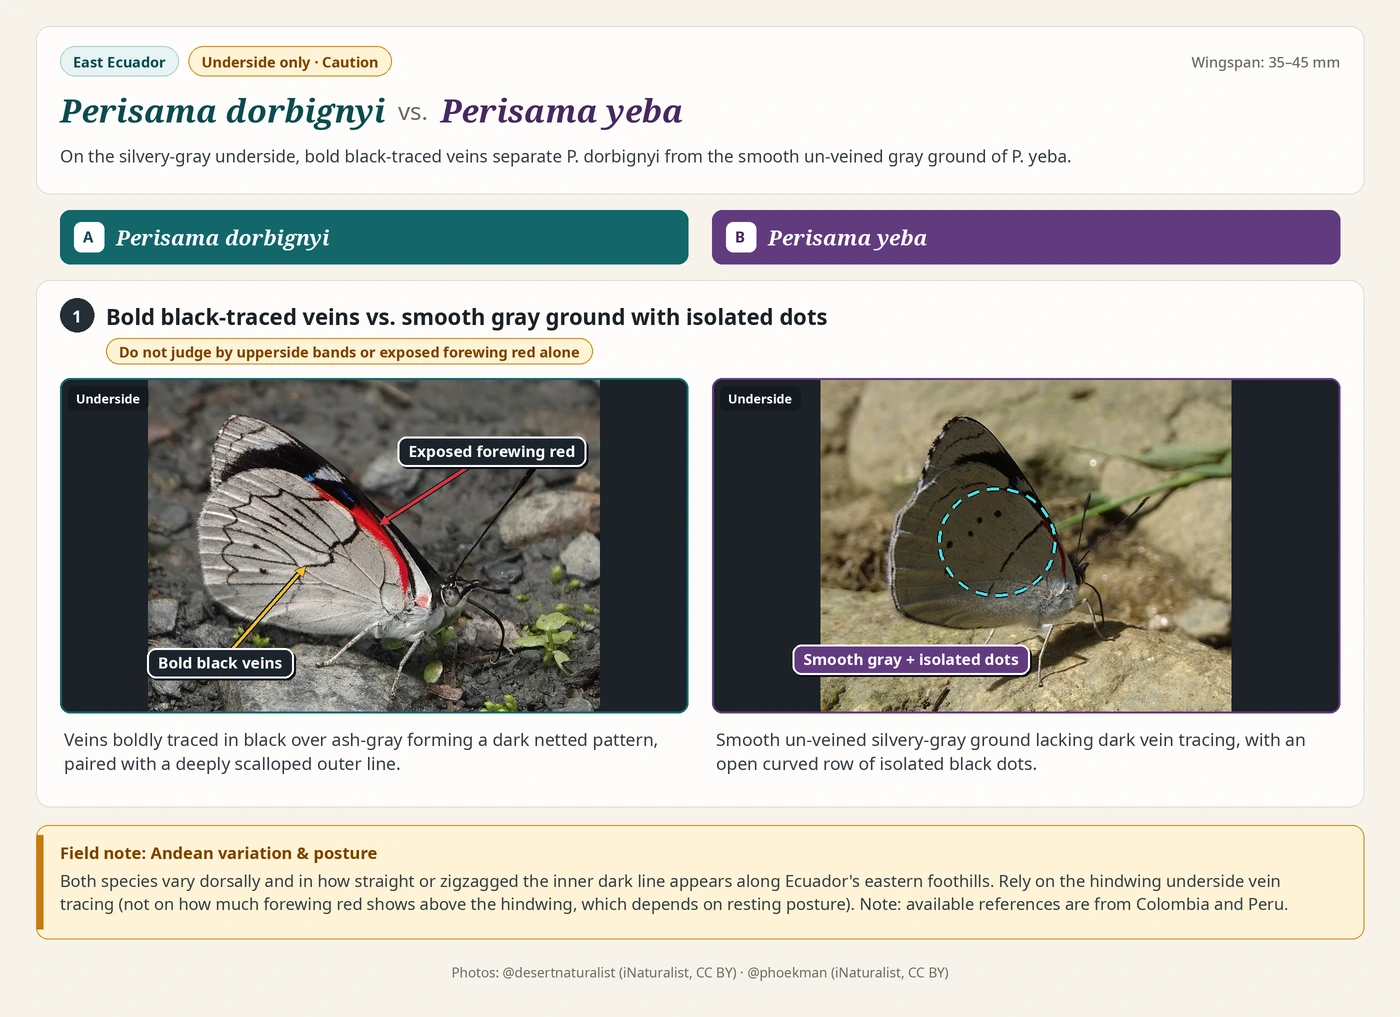 East Ecuador
Underside only · Caution
Wingspan: 35–45 mm
Perisama dorbignyi vs. Perisama yeba
On the silvery-gray underside, bold black-traced veins separate P. dorbignyi from the smooth un-veined gray ground of P. yeba.
A Perisama dorbignyi
B Perisama yeba
1 Bold black-traced veins vs. smooth gray ground with isolated dots
Do not judge by upperside bands or exposed forewing red alone
Underside
Exposed forewing red
Bold black veins
Underside
Smooth gray + isolated dots
Veins boldly traced in black over ash-gray forming a dark netted pattern,
paired with a deeply scalloped outer line.
Smooth un-veined silvery-gray ground lacking dark vein tracing, with an
open curved row of isolated black dots.
Field note: Andean variation & posture
Both species vary dorsally and in how straight or zigzagged the inner dark line appears along Ecuador's eastern foothills. Rely on the hindwing underside vein
tracing (not on how much forewing red shows above the hindwing, which depends on resting posture). Note: available references are from Colombia and Peru.
Photos: @desertnaturalist (iNaturalist, CC BY) · @phoekman (iNaturalist, CC BY)